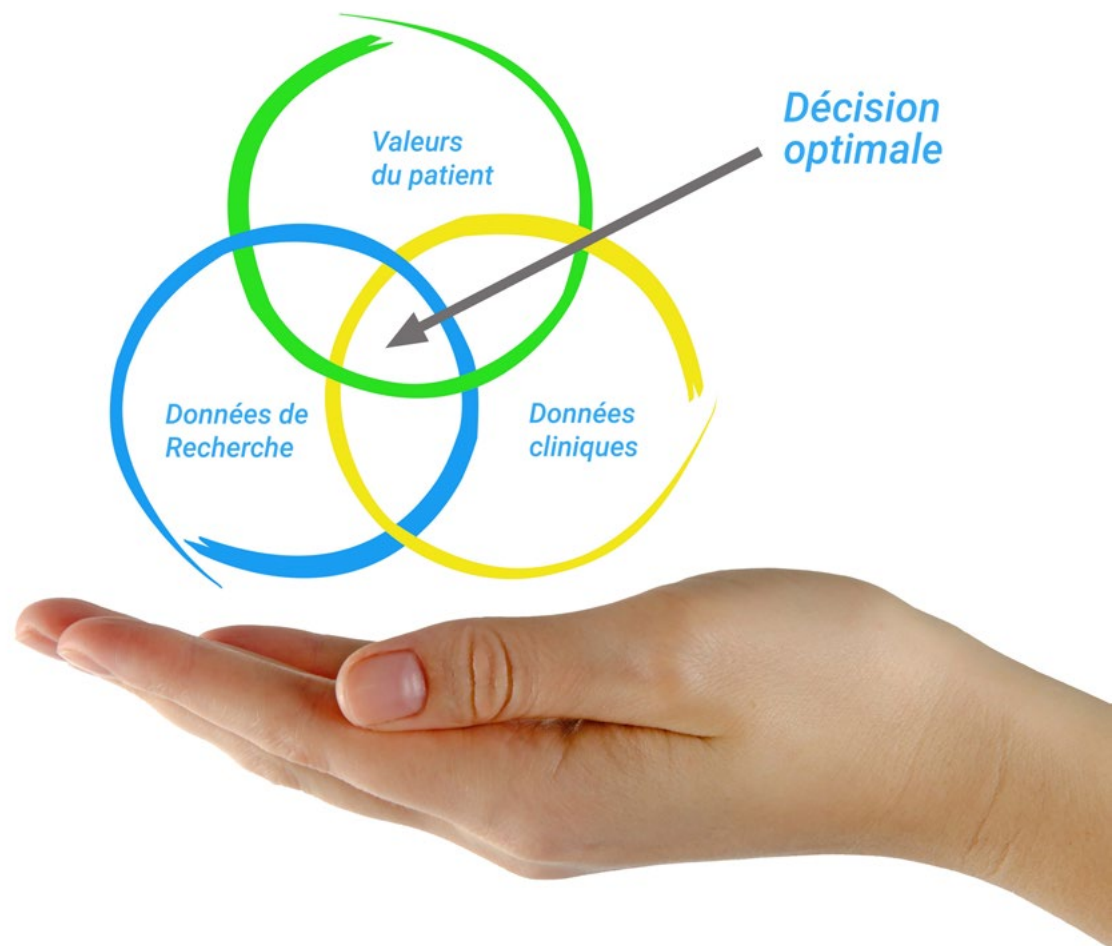 Valeurs
du patient
Décision
optimale
Données de
Recherche
Données
cliniques